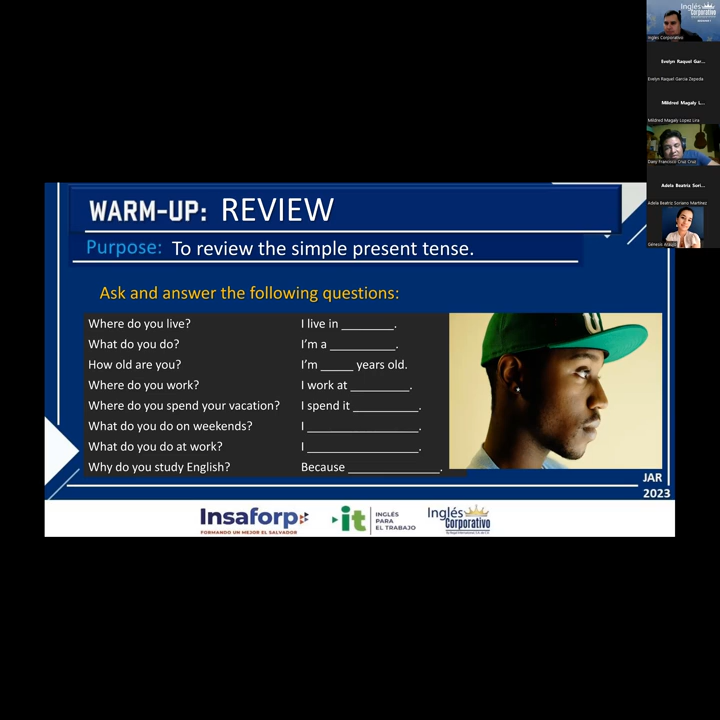 WARM-UP: REVIEW
Purpose: To review the simple present tense.
Ask and answer the following questions:
Where do you live? I live in ________.
What do you do? I'm a __________.
How old are you? I'm _____ years old.
Where do you work? I work at _________.
Where do you spend your vacation? I spend it __________.
What do you do on weekends? I _________________.
What do you do at work? I _________________.
Why do you study English? Because ______________.
JAR
2023
Insaforp
FORMANDO UN MEJOR EL SALVADOR
it
INGLÉS
PARA
EL TRABAJO
Inglés
Corporativo
Inglés
Corporativo
Inglés Corporativo
Evelyn Raquel Gar...
Evelyn Raquel Garcia Zepeda
Mildred Magaly L...
Mildred Magaly Lopez Lira
Dany Francisco Cruz Cruz
Adela Beatriz Sori...
Adela Beatriz Soriano Martinez